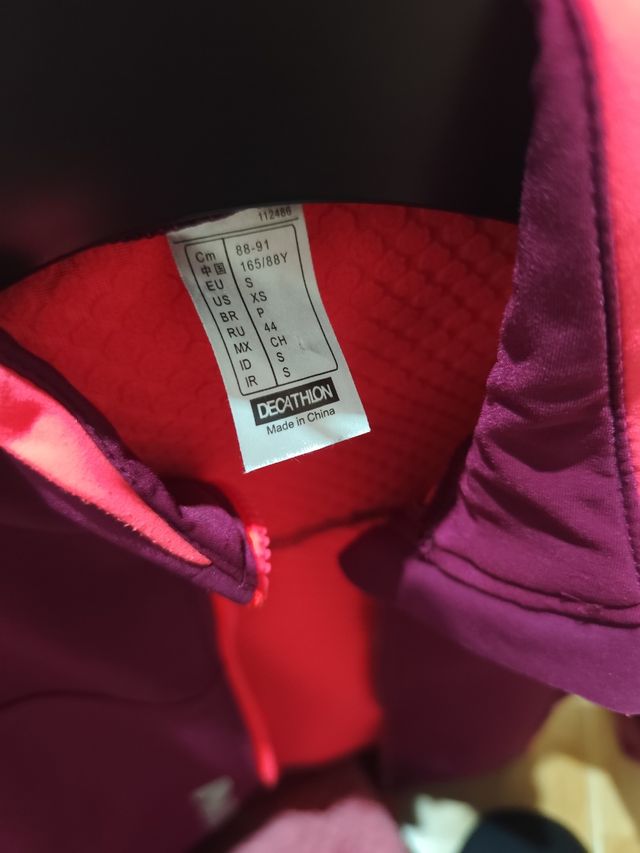 112486
Cm 88-91
中国 165/88Y
EU S
US XS
BR P
RU 44
MX CH
ID S
IR S
DECATHLON
Made in China